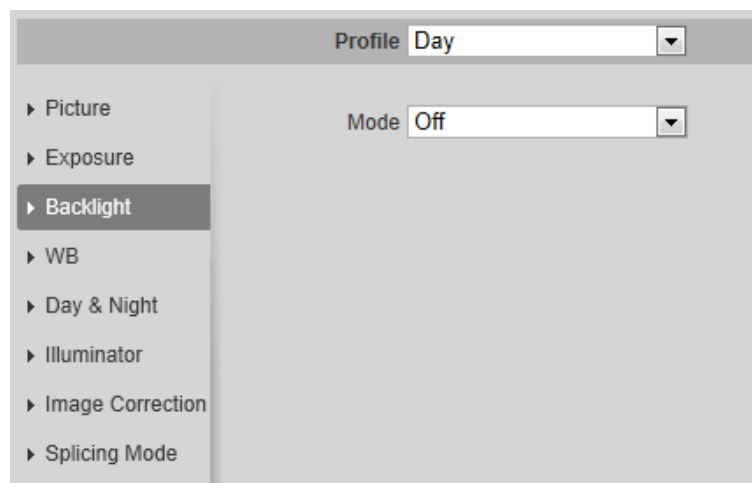 Profile Day
Picture
Mode Off
Exposure
Backlight
WB
Day & Night
Illuminator
Image Correction
Splicing Mode